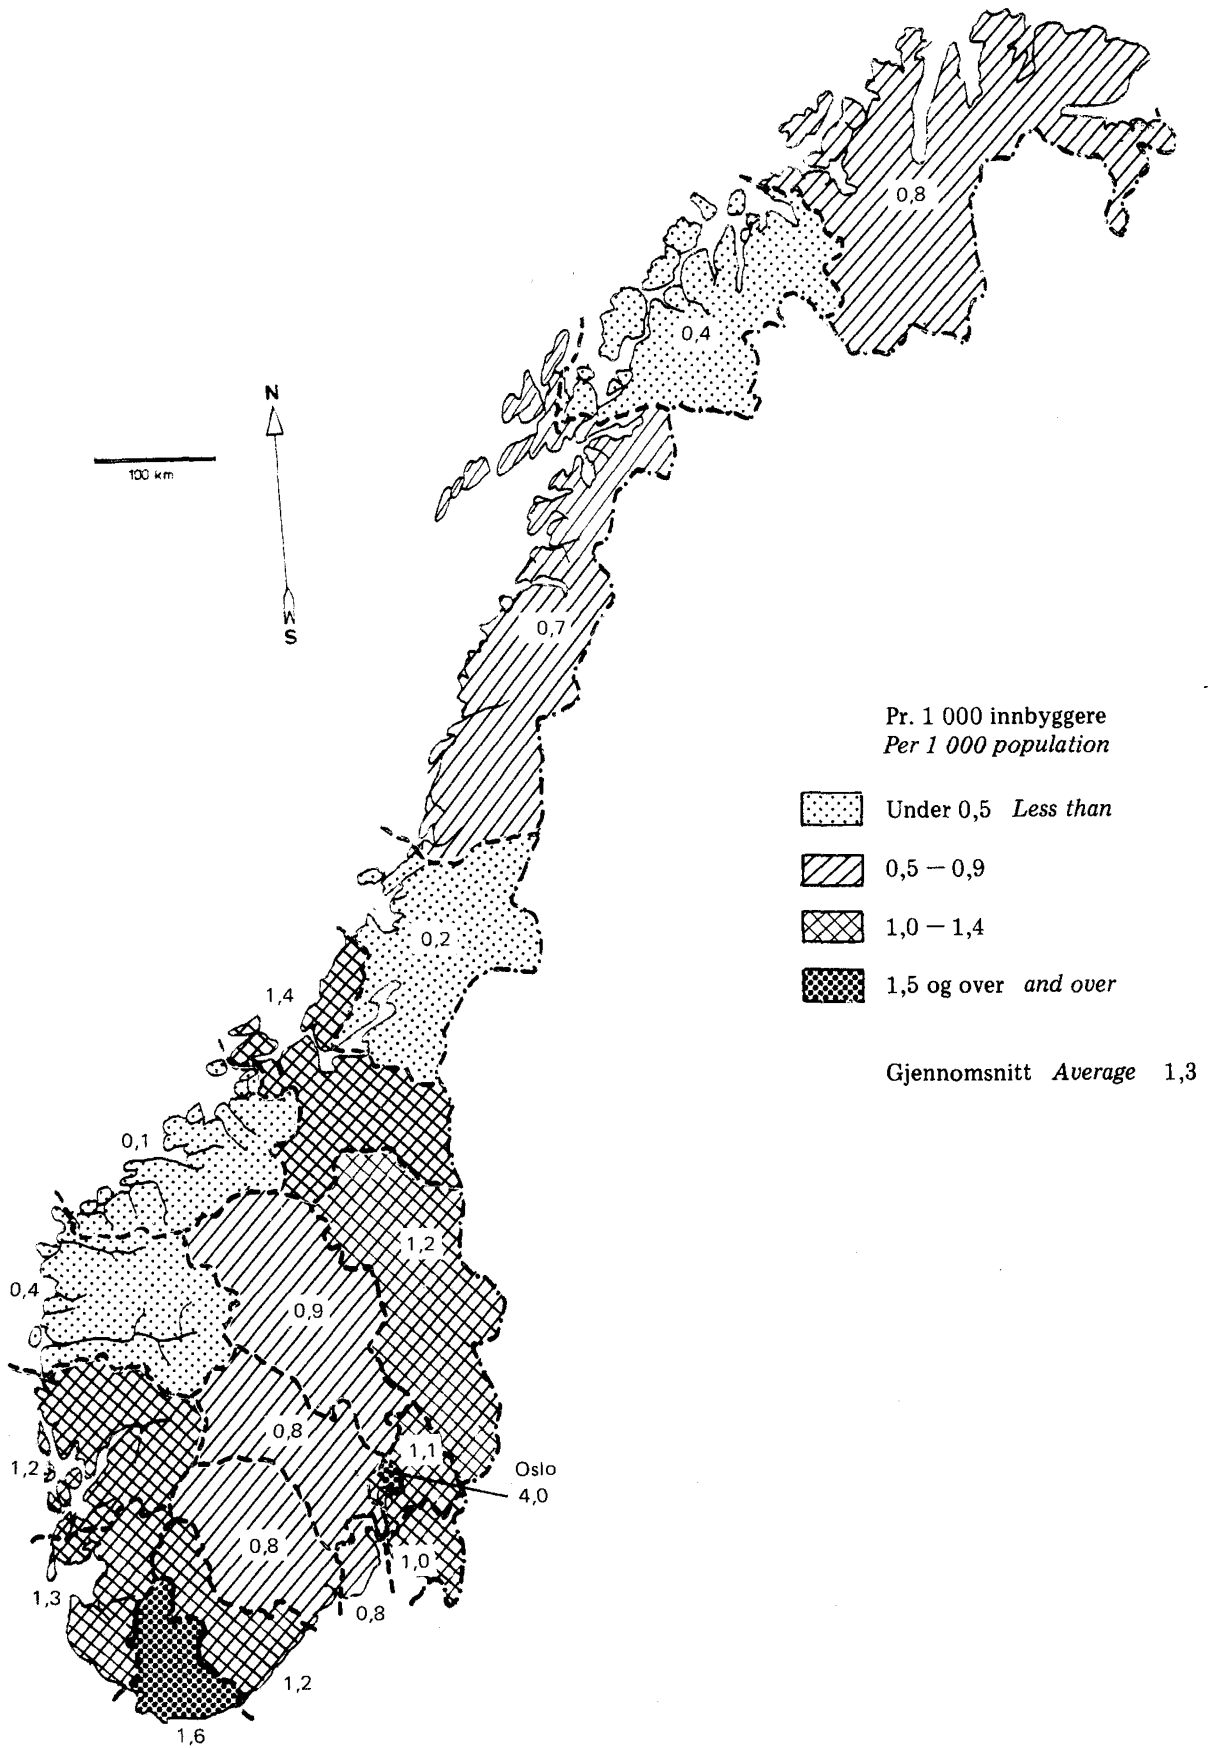 0,8
0,4
N
100 km
S
0,7
Pr. 1 000 innbyggere
Per 1 000 population
Under 0,5 Less than
0,5 – 0,9
1,0 – 1,4
1,5 og over and over
Gjennomsnitt Average 1,3
0,2
1,4
0,1
1,2
0,4
0,9
0,8
1,1
1,2
Oslo
4,0
0,8
1,0
1,3
0,8
1,2
1,6